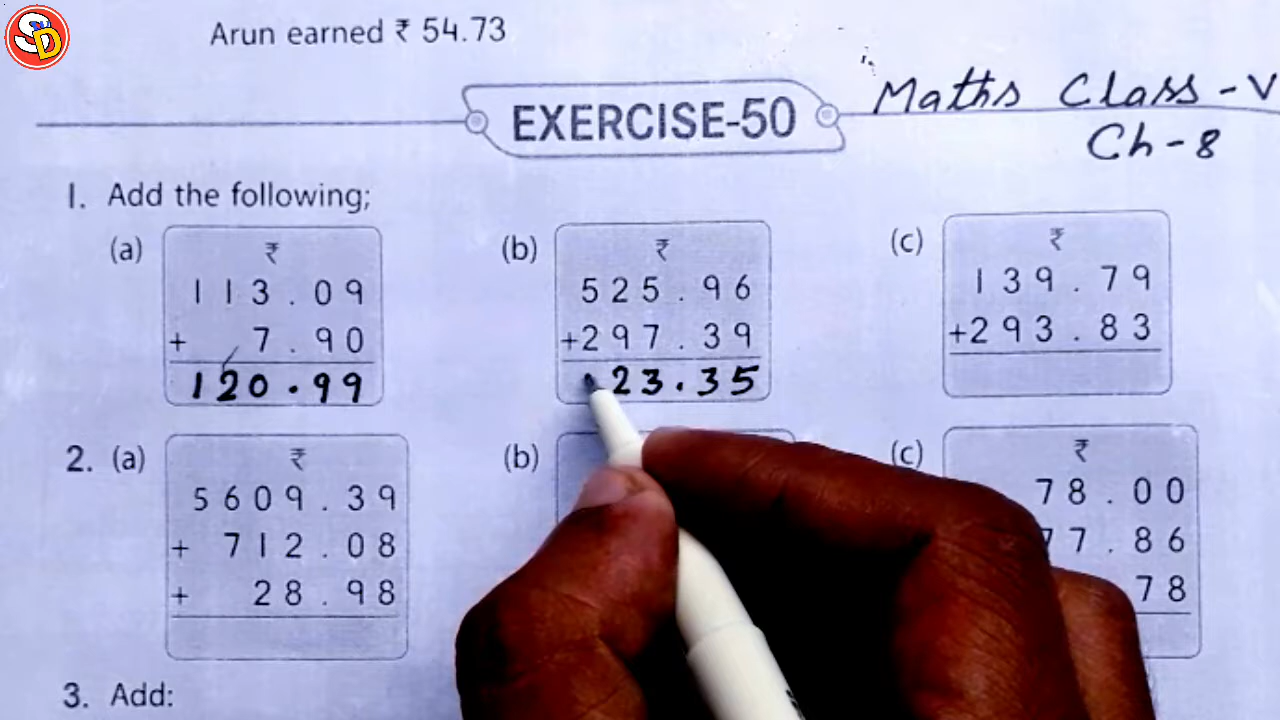 SD
Arun earned ₹ 54.73
Maths Class - V
EXERCISE-50
Ch - 8
1. Add the following;
(a) ₹
113.09
+ 7.90
120.99
(b) ₹
525.96
+297.39
23.35
(c) ₹
139.79
+293.83
2. (a) ₹
5609.39
+ 712.08
+ 28.98
(b)
(c) ₹
78.00
7.86
78
3. Add: